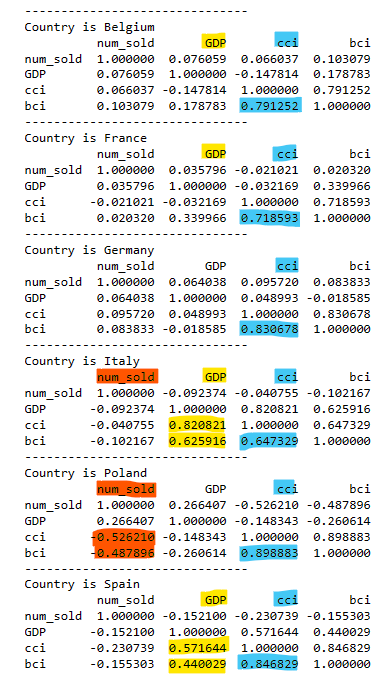 ------------------------------
Country is Belgium
num_sold GDP cci bci
num_sold 1.000000 0.076059 0.066037 0.103079
GDP 0.076059 1.000000 -0.147814 0.178783
cci 0.066037 -0.147814 1.000000 0.791252
bci 0.103079 0.178783 0.791252 1.000000
------------------------------
Country is France
num_sold GDP cci bci
num_sold 1.000000 0.035796 -0.021021 0.020320
GDP 0.035796 1.000000 -0.032169 0.339966
cci -0.021021 -0.032169 1.000000 0.718593
bci 0.020320 0.339966 0.718593 1.000000
------------------------------
Country is Germany
num_sold GDP cci bci
num_sold 1.000000 0.064038 0.095720 0.083833
GDP 0.064038 1.000000 0.048993 -0.018585
cci 0.095720 0.048993 1.000000 0.830678
bci 0.083833 -0.018585 0.830678 1.000000
------------------------------
Country is Italy
num_sold GDP cci bci
num_sold 1.000000 -0.092374 -0.040755 -0.102167
GDP -0.092374 1.000000 0.820821 0.625916
cci -0.040755 0.820821 1.000000 0.647329
bci -0.102167 0.625916 0.647329 1.000000
------------------------------
Country is Poland
num_sold GDP cci bci
num_sold 1.000000 0.266407 -0.526210 -0.487896
GDP 0.266407 1.000000 -0.148343 -0.260614
cci -0.526210 -0.148343 1.000000 0.898883
bci -0.487896 -0.260614 0.898883 1.000000
------------------------------
Country is Spain
num_sold GDP cci bci
num_sold 1.000000 -0.152100 -0.230739 -0.155303
GDP -0.152100 1.000000 0.571644 0.440029
cci -0.230739 0.571644 1.000000 0.846829
bci -0.155303 0.440029 0.846829 1.000000